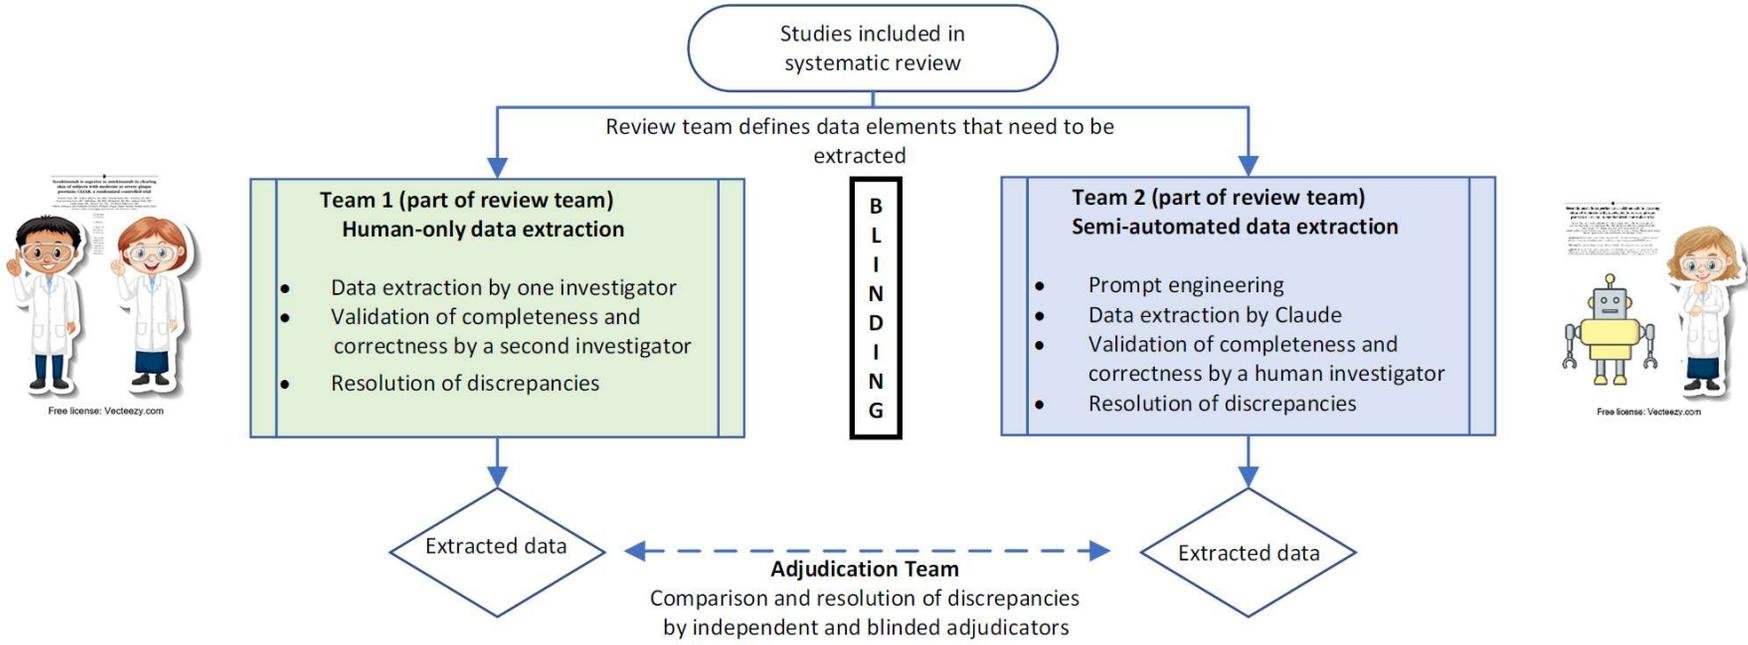 Studies included in
systematic review
Review team defines data elements that need to be
extracted
Team 1 (part of review team)
Human-only data extraction
● Data extraction by one investigator
● Validation of completeness and
correctness by a second investigator
● Resolution of discrepancies
B
L
I
N
D
I
N
G
Team 2 (part of review team)
Semi-automated data extraction
● Prompt engineering
● Data extraction by Claude
● Validation of completeness and
correctness by a human investigator
● Resolution of discrepancies
Free license: Vecteezy.com
Free license: Vecteezy.com
Extracted data
Extracted data
Adjudication Team
Comparison and resolution of discrepancies
by independent and blinded adjudicators